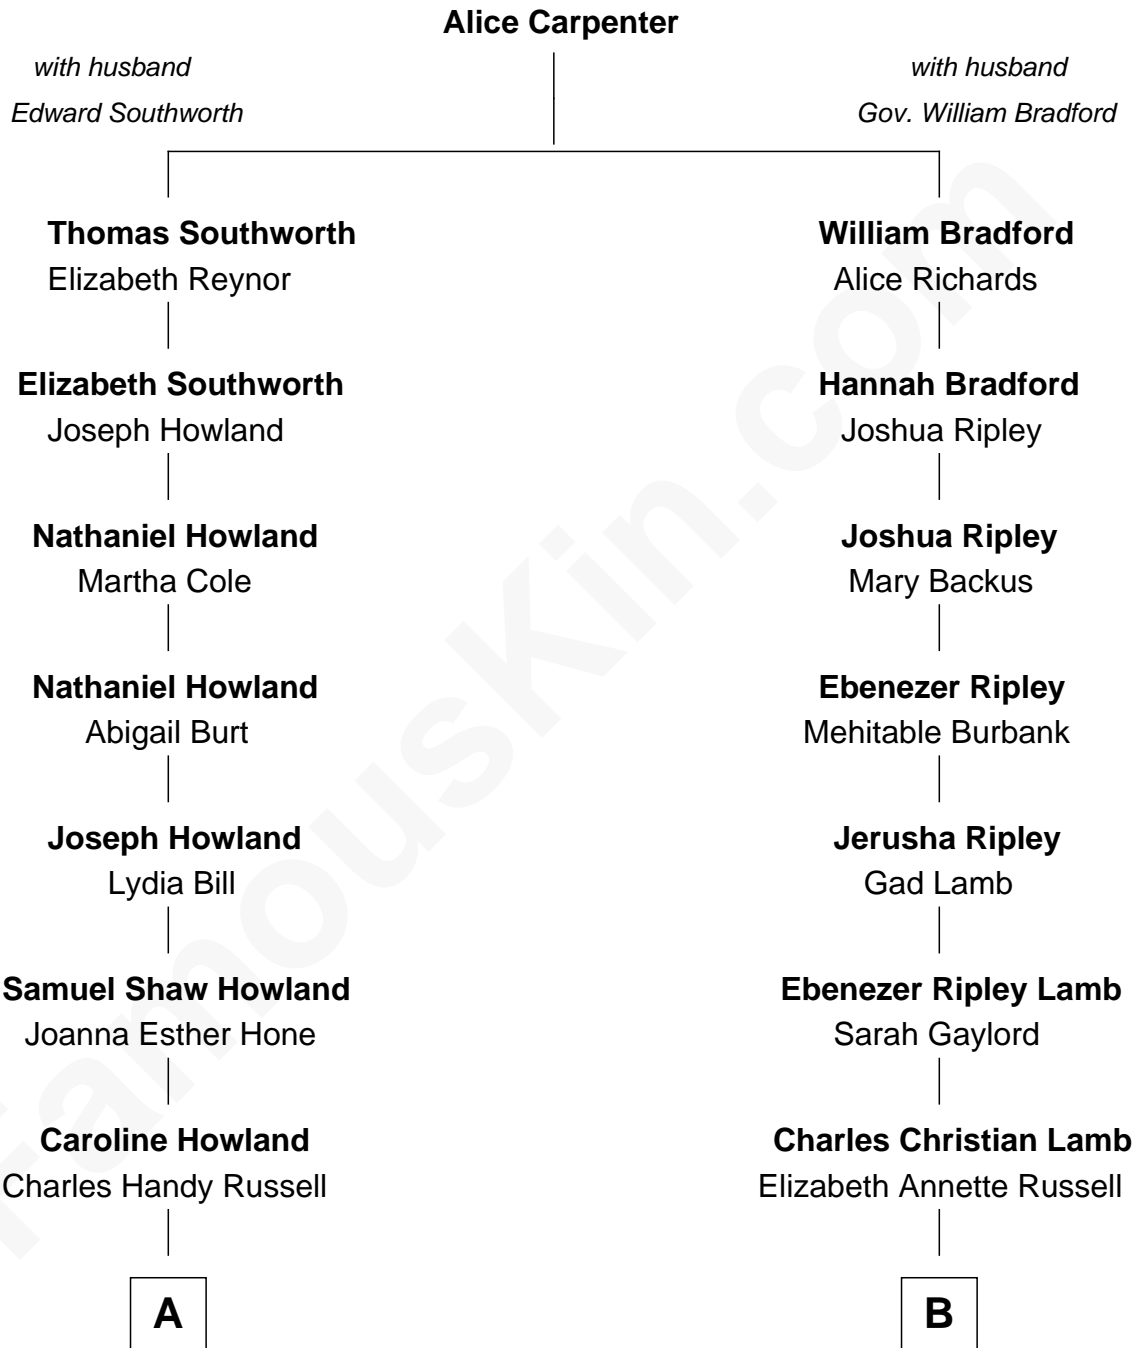 Alice Carpenter
with husband
Edward Southworth
with husband
Gov. William Bradford
Thomas Southworth
Elizabeth Reynor
William Bradford
Alice Richards
Elizabeth Southworth
Joseph Howland
Hannah Bradford
Joshua Ripley
Nathaniel Howland
Martha Cole
Joshua Ripley
Mary Backus
Nathaniel Howland
Abigail Burt
Ebenezer Ripley
Mehitable Burbank
Joseph Howland
Lydia Bill
Jerusha Ripley
Gad Lamb
Samuel Shaw Howland
Joanna Esther Hone
Ebenezer Ripley Lamb
Sarah Gaylord
Caroline Howland
Charles Handy Russell
Charles Christian Lamb
Elizabeth Annette Russell
A
B
FamousKin.com